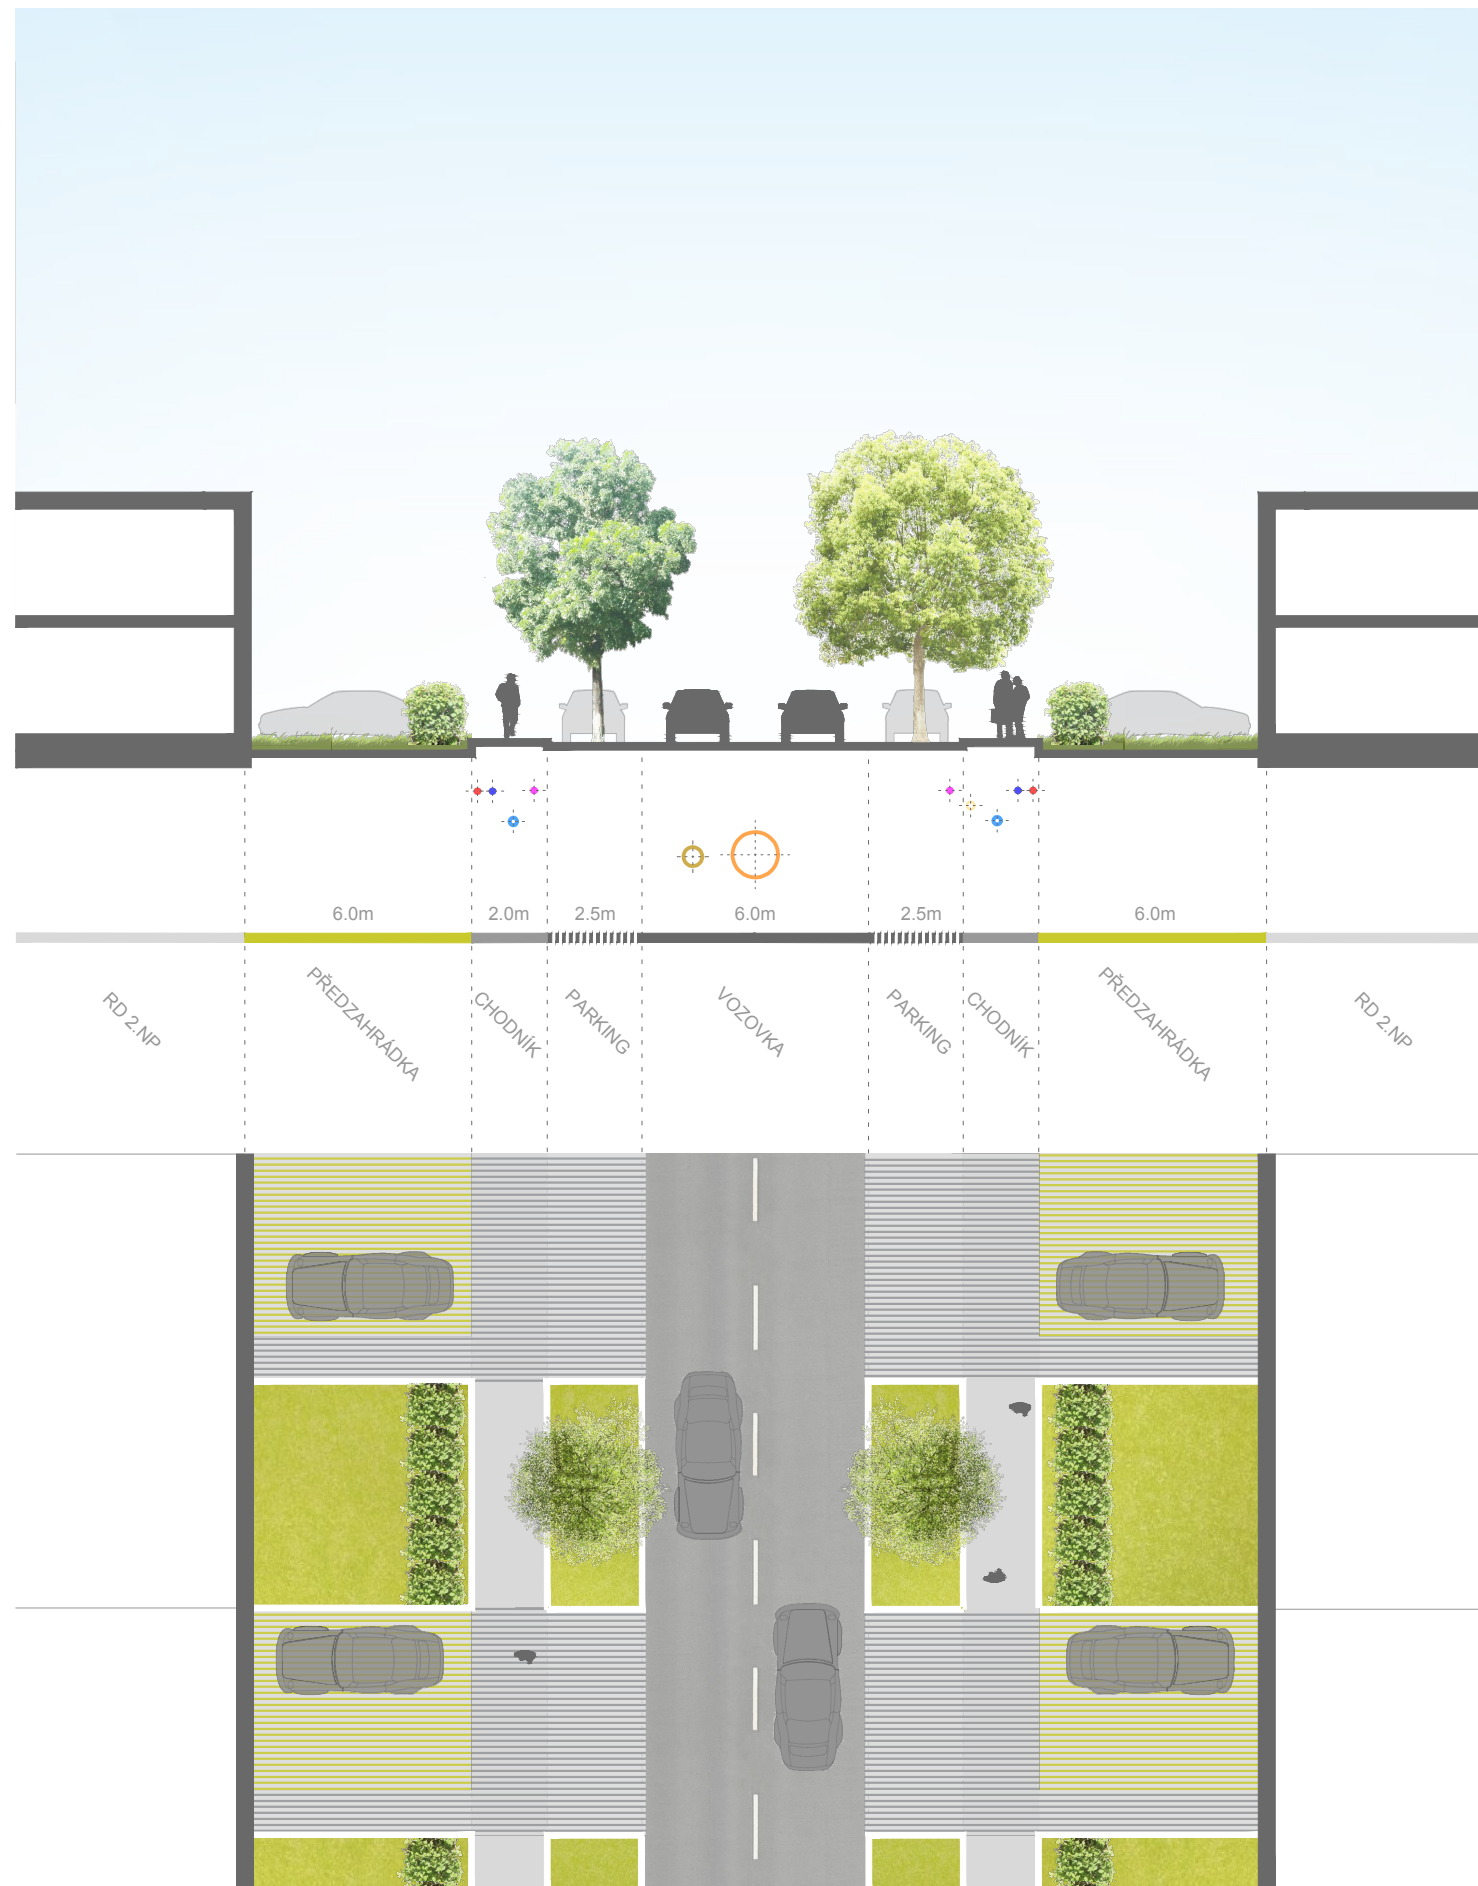 6.0m
2.0m
2.5m
6.0m
2.5m
6.0m
RD 2.NP
PŘEDZAHRÁDKA
CHODNÍK
PARKING
VOZOVKA
PARKING
CHODNÍK
PŘEDZAHRÁDKA
RD 2.NP